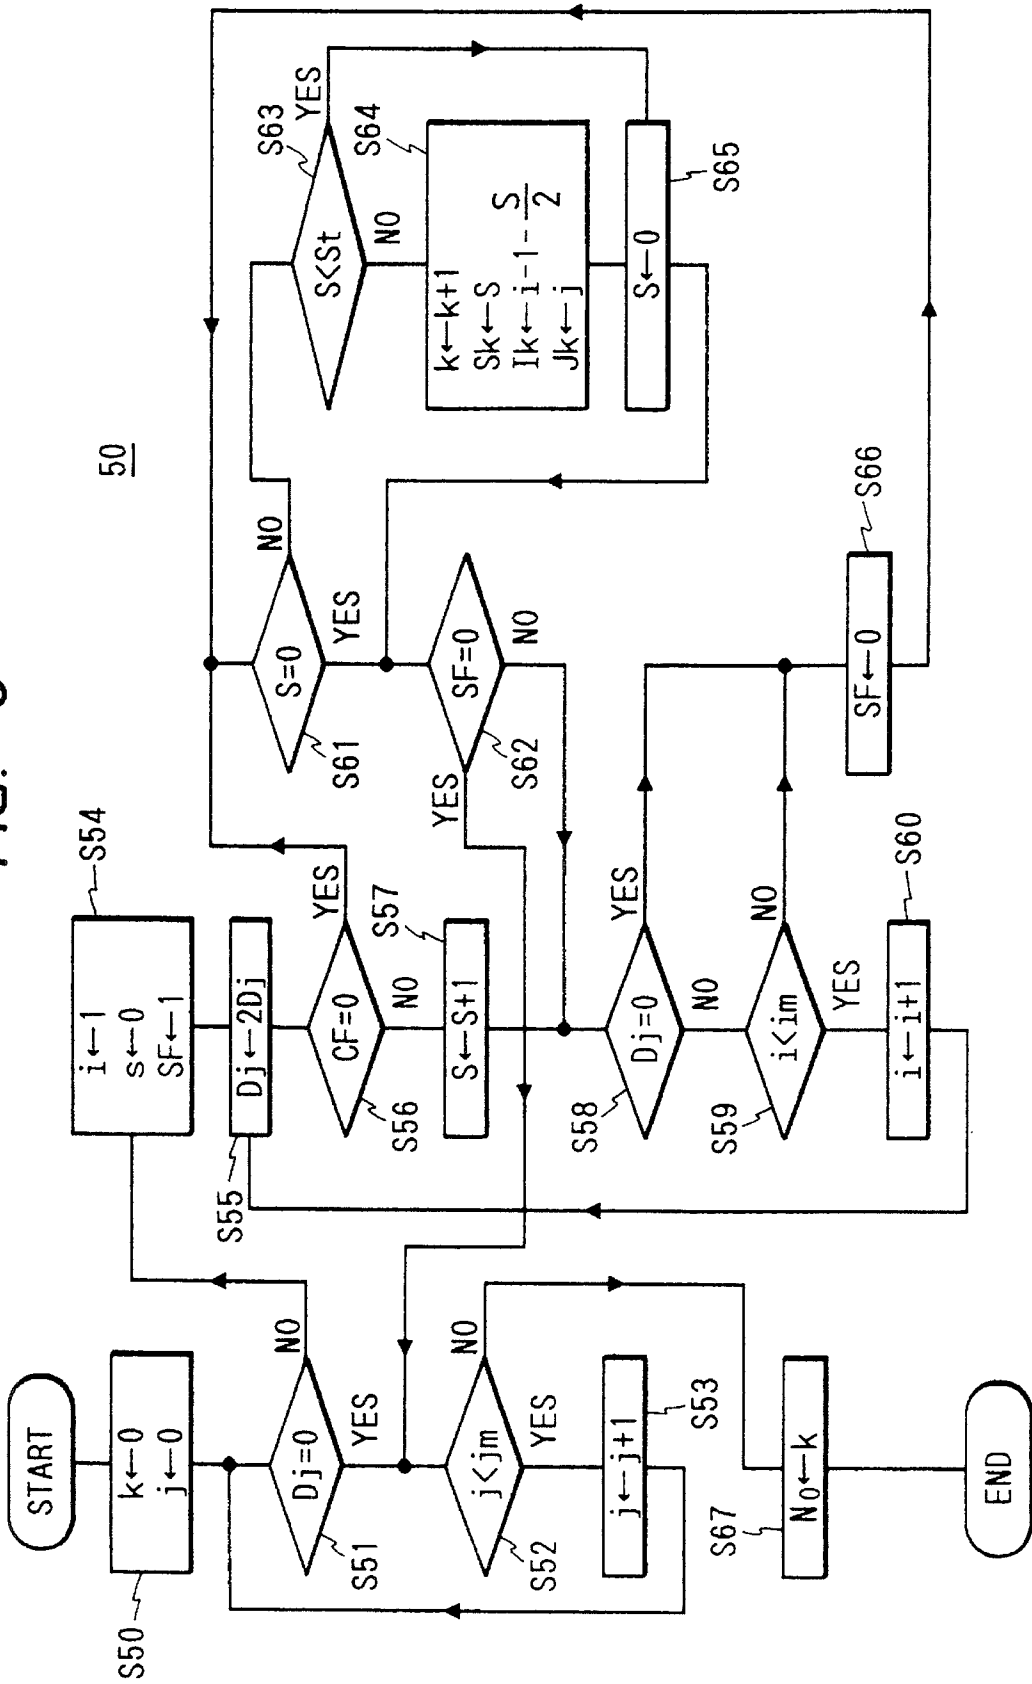 50
START
k←0
j←0
S50
Dj=0
NO
YES
S51
j<jm
NO
YES
S52
j←j+1
S53
N0←k
S67
END
i←1
s←0
SF←1
S54
Dj←2Dj
S55
CF=0
YES
NO
S56
S←S+1
S57
Dj=0
YES
NO
S58
i<im
NO
YES
S59
i←i+1
S60
S=0
NO
YES
S61
SF=0
YES
NO
S62
SF←0
S66
S<St
YES
NO
S63
k←k+1
Sk←S
Ik←i-1-S/2
Jk←j
S64
S←0
S65